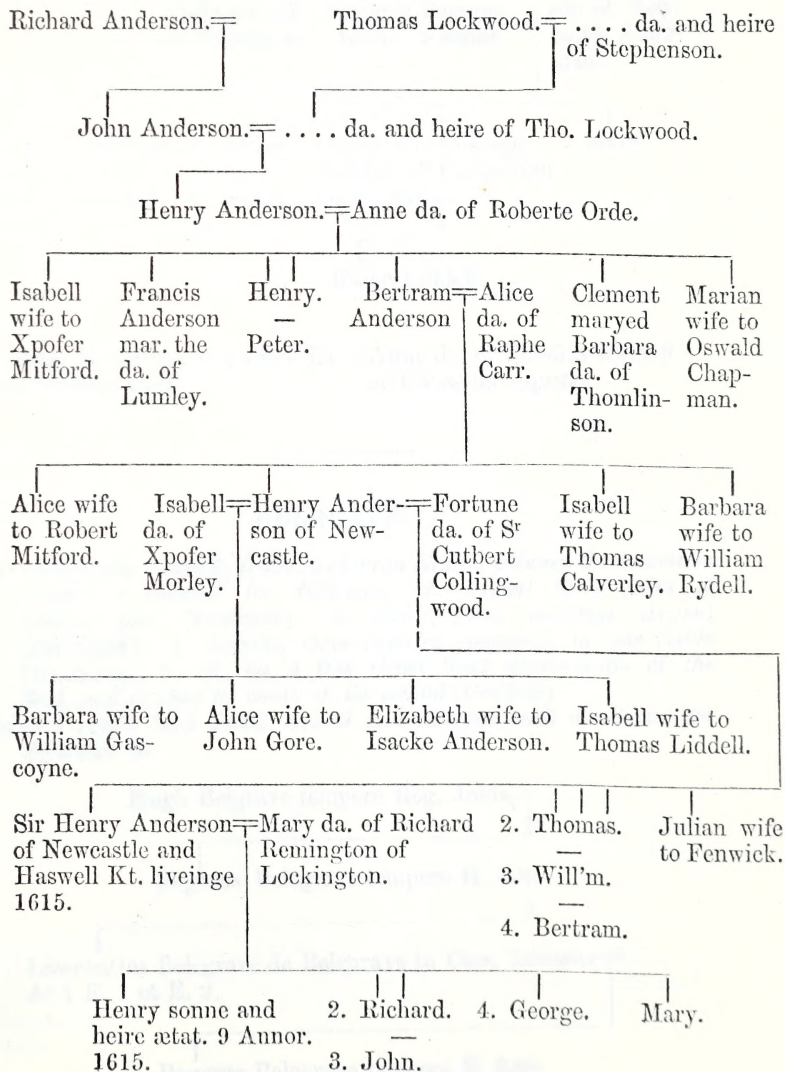 Richard Anderson. Thomas Lockwood. .... da. and heire
of Stephenson.
John Anderson. .... da. and heire of Tho. Lockwood.
Henry Anderson. Anne da. of Roberte Orde.
Isabell
wife to
Xpofer
Mitford.
Francis
Anderson
mar. the
da. of
Lumley.
Henry.
—
Peter.
Bertram
Anderson
Alice
da. of
Raphe
Carr.
Clement
maryed
Barbara
da. of
Thomlin-
son.
Marian
wife to
Oswald
Chap-
man.
Alice wife
to Robert
Mitford.
Isabell
da. of
Xpofer
Morley.
Henry Ander-
son of New-
castle.
Fortune
da. of Sr
Cutbert
Colling-
wood.
Isabell
wife to
Thomas
Calverley.
Barbara
wife to
William
Rydell.
Barbara wife to
William Gas-
coyne.
Alice wife to
John Gore.
Elizabeth wife to
Isacke Anderson.
Isabell wife to
Thomas Liddell.
Sir Henry Anderson
of Newcastle and
Haswell Kt. liveinge
1615.
Mary da. of Richard
Remington of
Lockington.
2. Thomas.
—
3. Will'm.
—
4. Bertram.
Julian wife
to Fenwick.
Henry sonne and
heire ætat. 9 Annor.
1615.
2. Richard.
—
3. John.
4. George.
Mary.